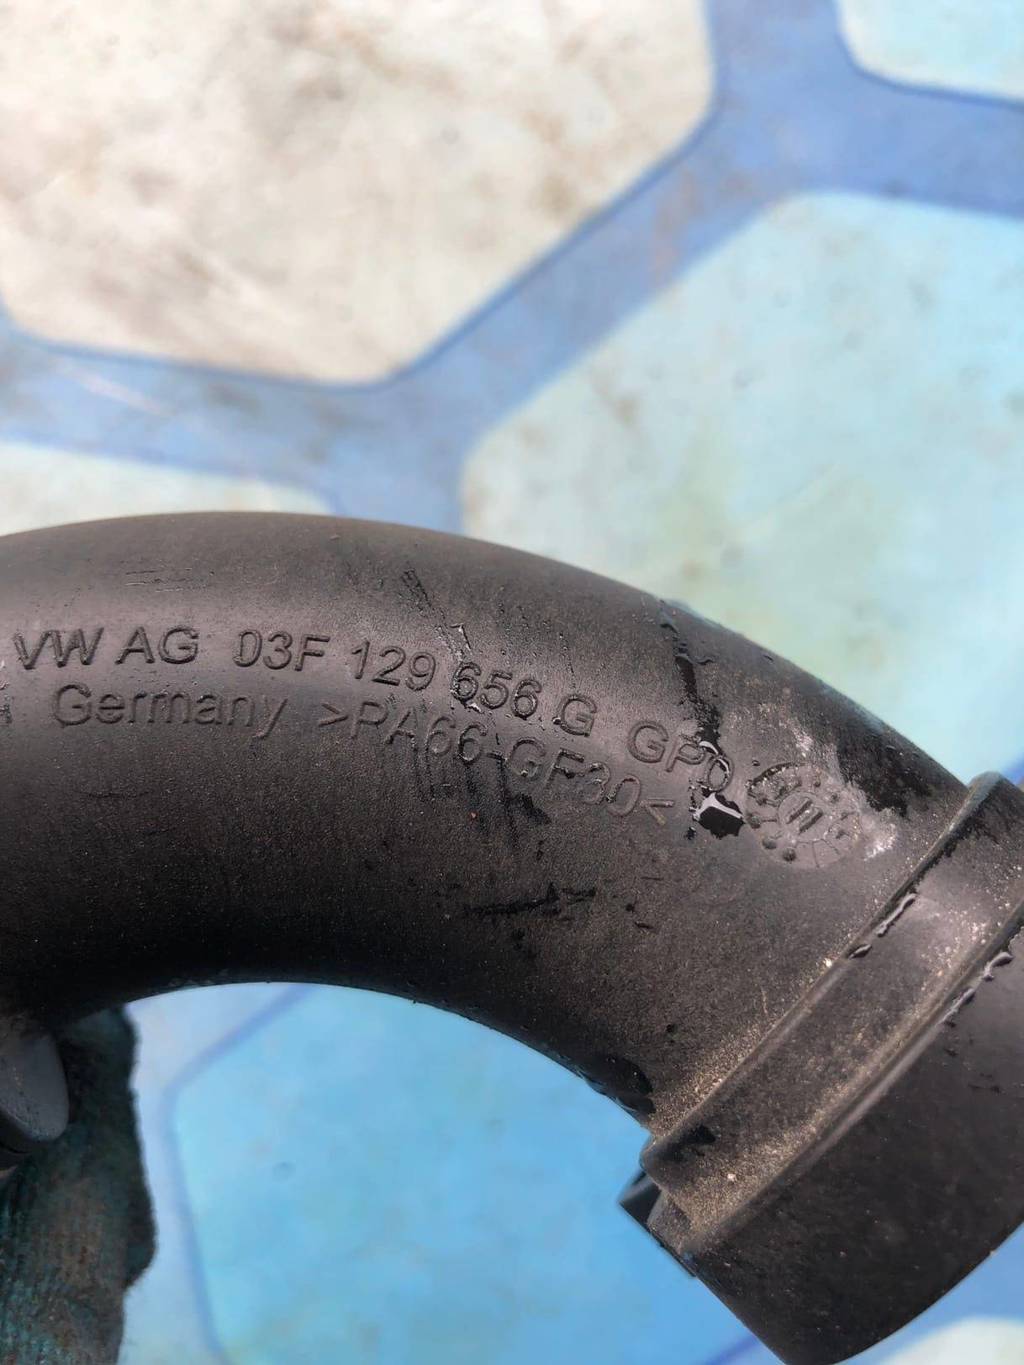 VW AG 03F 129 656 G GP0
Germany >PA66-GF30<